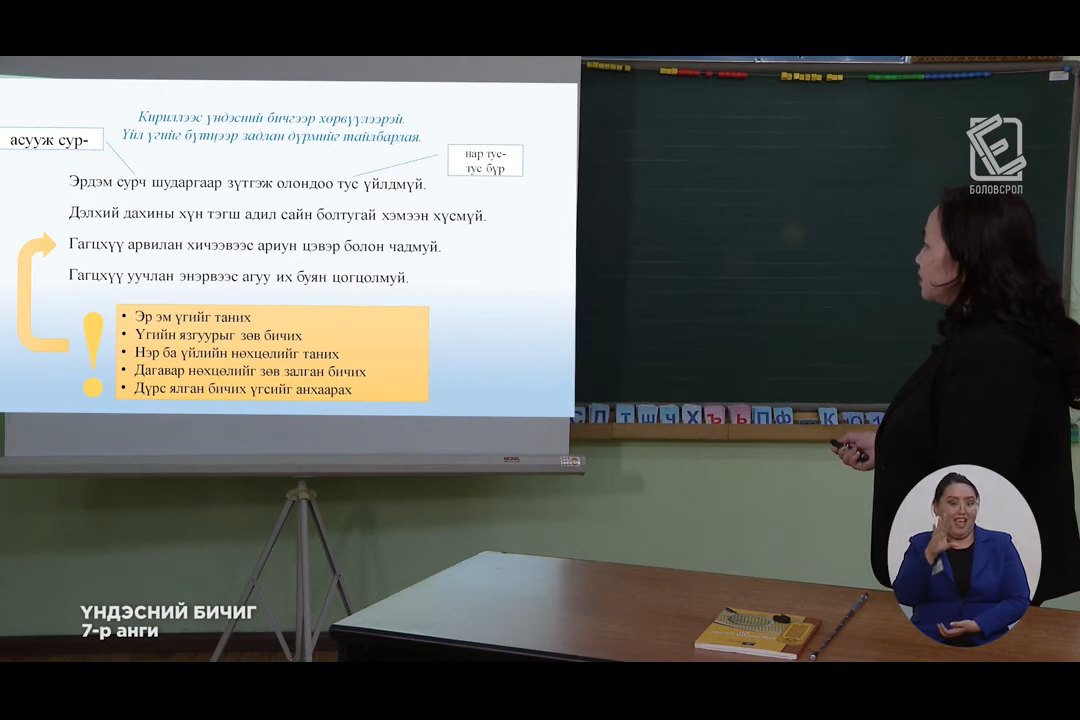 Кириллээс үндэсний бичгээр хөрвүүлээрэй.
Үйл үгийг бүтцээр задлан дүрмийг тайлбарлая.
асууж сур-
нар тус-
тус бүр
Эрдэм сурч шударгаар зүтгэж олондоо тус үйлдмүй.
Дэлхий дахины хүн тэгш адил сайн болтугай хэмээн хүсмүй.
Гагцхүү арвилан хичээвээс ариун цэвэр болон чадмуй.
Гагцхүү уучлан энэрвээс агуу их буян цогцолмуй.
!
• Эр эм үгийг таних
• Үгийн язгуурыг зөв бичих
• Нэр ба үйлийн нөхцөлийг таних
• Дагавар нөхцөлийг зөв залган бичих
• Дүрс ялган бичих үгсийг анхаарах
БОЛОВСРОЛ
С Л Т Ш Ч Х Ъ Ь П Ф К Ю
ҮНДЭСНИЙ БИЧИГ
7-р анги